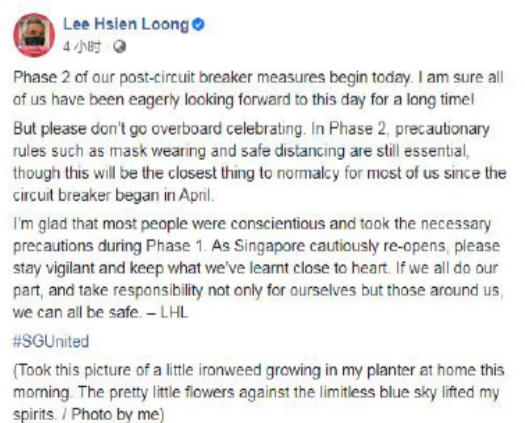 Lee Hsien Loong
4 小时
Phase 2 of our post-circuit breaker measures begin today. I am sure all
of us have been eagerly looking forward to this day for a long time!
But please don't go overboard celebrating. In Phase 2, precautionary
rules such as mask wearing and safe distancing are still essential,
though this will be the closest thing to normalcy for most of us since the
circuit breaker began in April.
I'm glad that most people were conscientious and took the necessary
precautions during Phase 1. As Singapore cautiously re-opens, please
stay vigilant and keep what we've learnt close to heart. If we all do our
part, and take responsibility not only for ourselves but those around us,
we can all be safe. – LHL
#SGUnited
(Took this picture of a little ironweed growing in my planter at home this
morning. The pretty little flowers against the limitless blue sky lifted my
spirits. / Photo by me)